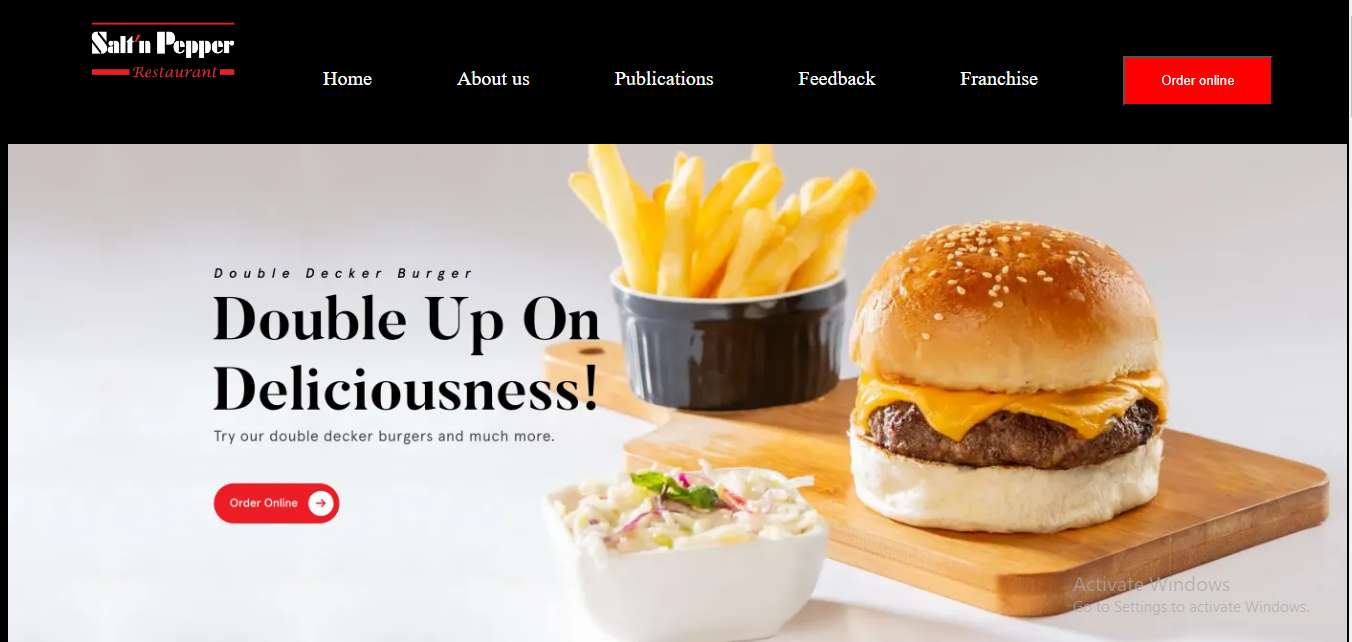 Salt'n Pepper
Restaurant
Home About us Publications Feedback Franchise Order online
Double Decker Burger
Double Up On
Deliciousness!
Try our double decker burgers and much more.
Order Online
Activate Windows
Go to Settings to activate Windows.